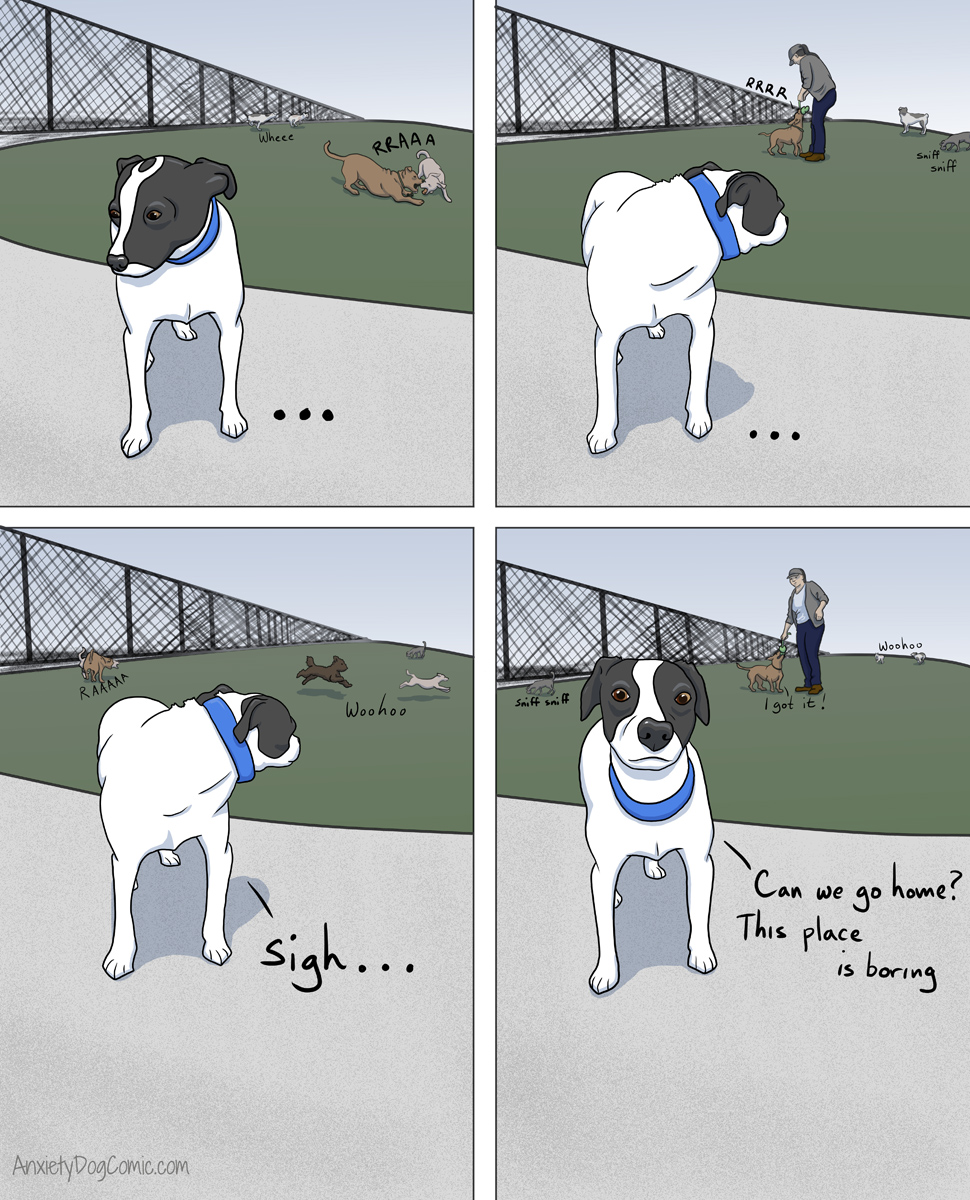 Wheee
RRAAA
...
RRRR
sniff
sniff
...
RAAAAA
Woohoo
sigh...
sniff sniff
I got it!
Woohoo
Can we go home?
This place
is boring
AnxietyDogComic.com